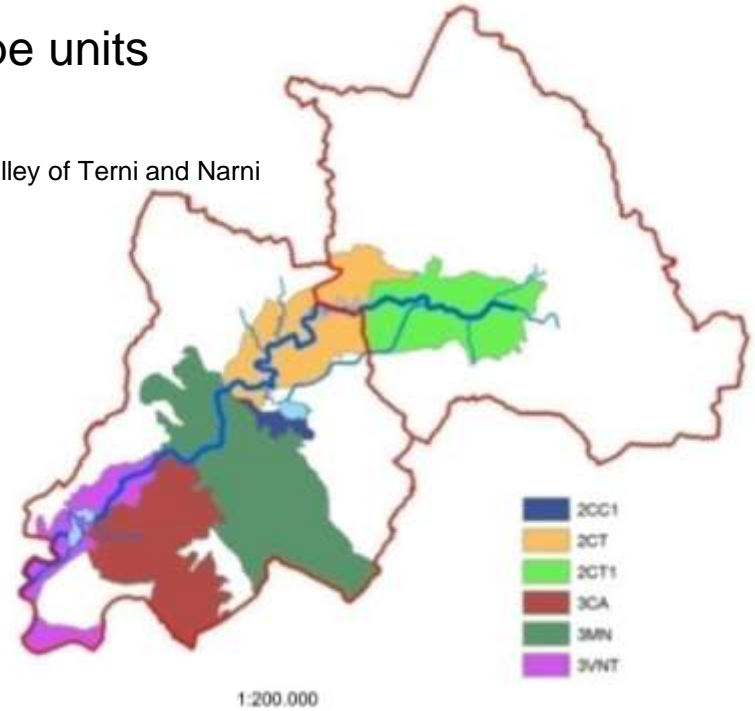 pe units
lley of Terni and Narni
2CC1
2CT
2CT1
3CA
3MN
3VNT
1:200.000